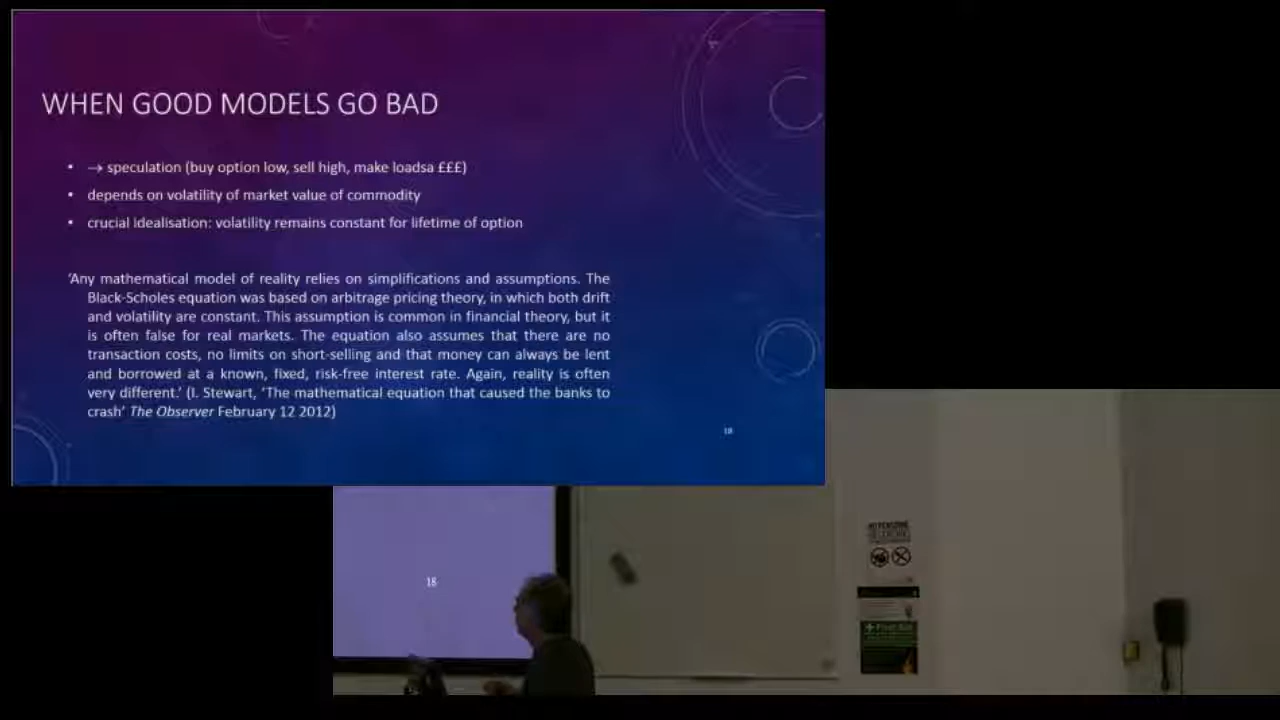 WHEN GOOD MODELS GO BAD
• → speculation (buy option low, sell high, make loadsa £££)
• depends on volatility of market value of commodity
• crucial idealisation: volatility remains constant for lifetime of option
‘Any mathematical model of reality relies on simplifications and assumptions. The
Black-Scholes equation was based on arbitrage pricing theory, in which both drift
and volatility are constant. This assumption is common in financial theory, but it
is often false for real markets. The equation also assumes that there are no
transaction costs, no limits on short-selling and that money can always be lent
and borrowed at a known, fixed, risk-free interest rate. Again, reality is often
very different.’ (I. Stewart, ‘The mathematical equation that caused the banks to
crash’ The Observer February 12 2012)
18
18
First Aid